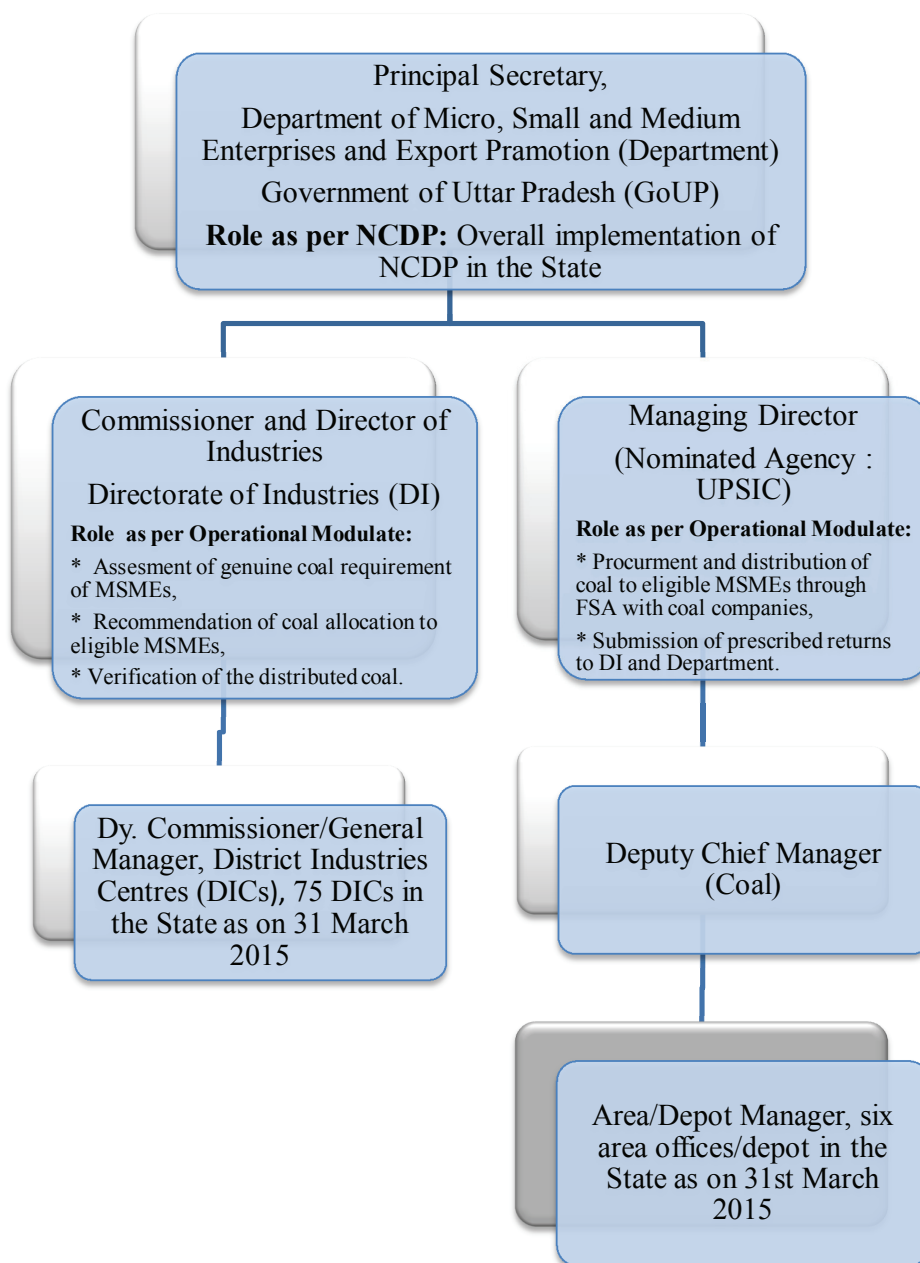 Principal Secretary,
Department of Micro, Small and Medium
Enterprises and Export Pramotion (Department)
Government of Uttar Pradesh (GoUP)
Role as per NCDP: Overall implementation of
NCDP in the State
Commissioner and Director of
Industries
Directorate of Industries (DI)
Role as per Operational Modulate:
* Assesment of genuine coal requirement
of MSMEs,
* Recommendation of coal allocation to
eligible MSMEs,
* Verification of the distributed coal.
Managing Director
(Nominated Agency :
UPSIC)
Role as per Operational Modulate:
* Procurment and distribution of
coal to eligible MSMEs through
FSA with coal companies,
* Submission of prescribed returns
to DI and Department.
Dy. Commissioner/General
Manager, District Industries
Centres (DICs), 75 DICs in
the State as on 31 March
2015
Deputy Chief Manager
(Coal)
Area/Depot Manager, six
area offices/depot in the
State as on 31st March
2015